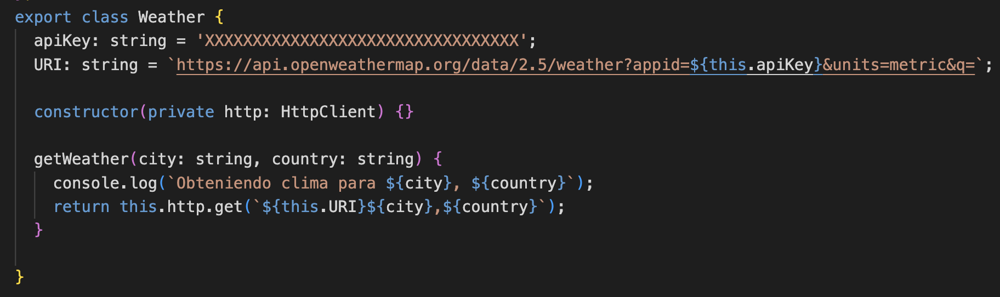 export class Weather {
apiKey: string = 'XXXXXXXXXXXXXXXXXXXXXXXXXXXXXXXXX';
URI: string = `https://api.openweathermap.org/data/2.5/weather?appid=${this.apiKey}&units=metric&q=`;
constructor(private http: HttpClient) {}
getWeather(city: string, country: string) {
console.log(`Obteniendo clima para ${city}, ${country}`);
return this.http.get(`${this.URI}${city},${country}`);
}
}